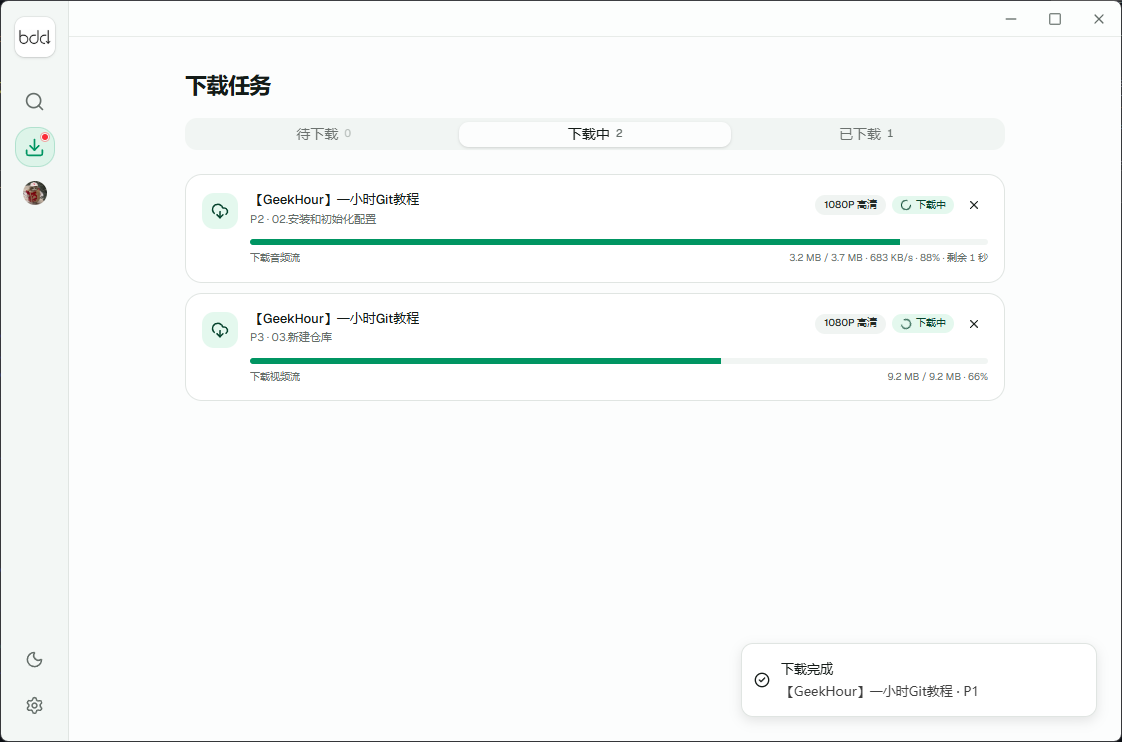 bdd
下载任务
待下载 0
下载中 2
已下载 1
【GeekHour】一小时Git教程
1080P 高清
下载中
P2 · 02.安装和初始化配置
下载音频流
3.2 MB / 3.7 MB · 683 KB/s · 88% · 剩余 1 秒
【GeekHour】一小时Git教程
1080P 高清
下载中
P3 · 03.新建仓库
下载视频流
9.2 MB / 9.2 MB · 66%
下载完成
【GeekHour】一小时Git教程 · P1